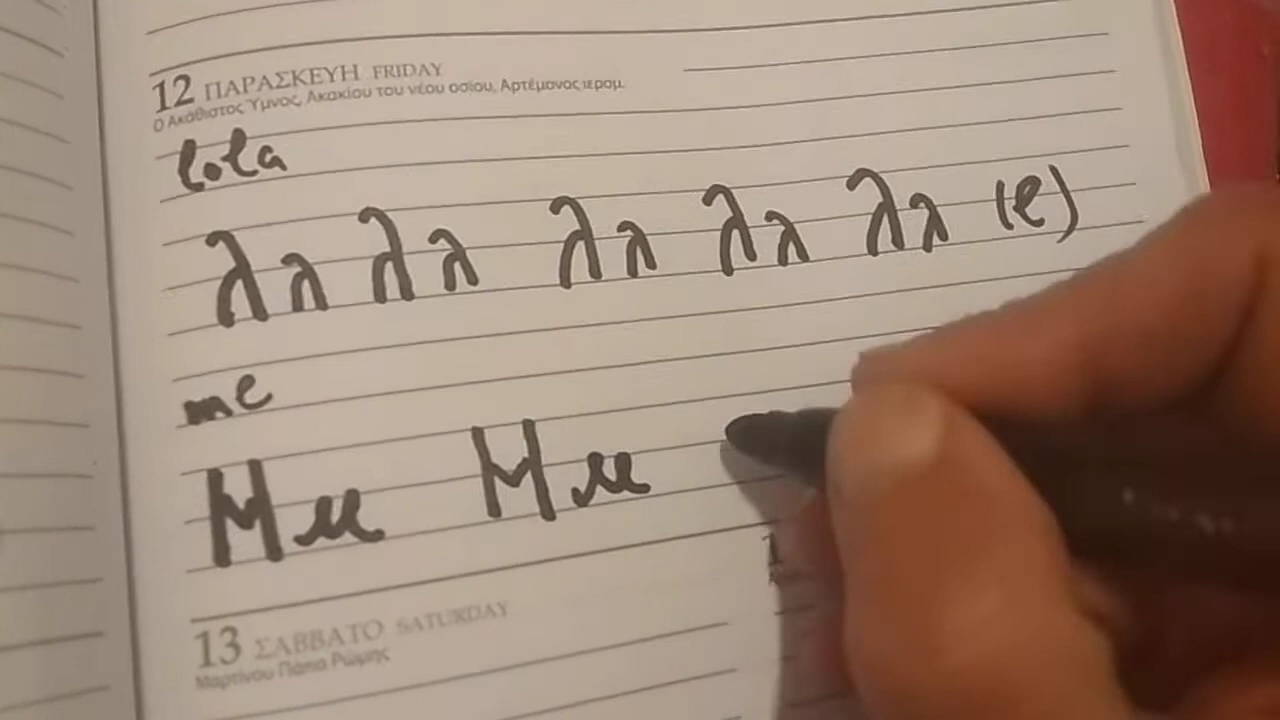 12 ΠΑΡΑΣΚΕΥΗ FRIDAY
Ο Ακάθιστος Ύμνος, Ακακίου του νέου οσίου, Αρτέμονος ιερομ.
lola
λλ λλ λλ λλ λλ (l)
me
Μμ Μμ
13 ΣΑΒΒΑΤΟ SATURDAY
Μαρτίνου Πάπα Ρώμης